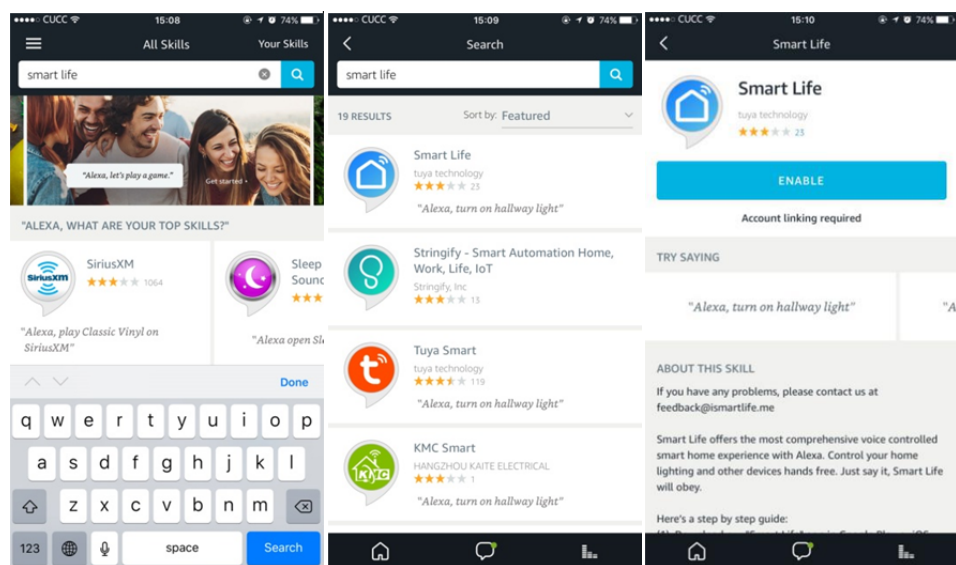 CUCC 15:08 74%
All Skills Your Skills
smart life
"Alexa, let's play a game."
Get started ›
"ALEXA, WHAT ARE YOUR TOP SKILLS?"
SiriusXM
SiriusXM
1064
"Alexa, play Classic Vinyl on
SiriusXM"
Sleep
Sounc
"Alexa open Sl
Done
q w e r t y u i o p
a s d f g h j k l
z x c v b n m
123 space Search
CUCC 15:09 74%
Search
smart life
19 RESULTS Sort by: Featured
Smart Life
tuya technology
23
"Alexa, turn on hallway light"
Stringify - Smart Automation Home,
Work, Life, IoT
Stringify, Inc
13
Tuya Smart
tuya technology
119
"Alexa, turn on hallway light"
KMC
KMC Smart
HANGZHOU KAITE ELECTRICAL
1
"Alexa, turn on hallway light"
CUCC 15:10 74%
Smart Life
Smart Life
tuya technology
23
ENABLE
Account linking required
TRY SAYING
"Alexa, turn on hallway light"
"A
ABOUT THIS SKILL
If you have any problems, please contact us at
feedback@ismartlife.me
Smart Life offers the most comprehensive voice controlled
smart home experience with Alexa. Control your home
lighting and other devices hands free. Just say it, Smart Life
will obey.
Here's a step by step guide: